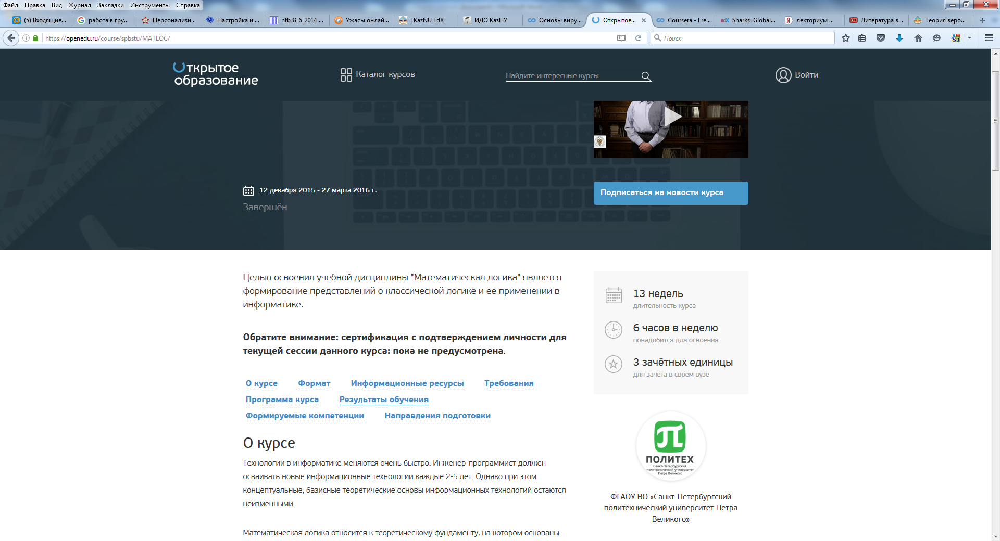 Файл Правка Вид Журнал Закладки Инструменты Справка
(5) Входящие...
работа в гру...
Персонализи...
Настройка и ...
ntb_8_6_2014....
Ужасы онлай...
| KazNU EdX
ИДО КазНУ
Основы виру...
Открытое...
Coursera - Fre...
Sharks! Global...
лекториум ...
Литература в...
Теория веро...
https://openedu.ru/course/spbstu/MATLOG/
Поиск
Открытое
образование
Каталог курсов
Найдите интересные курсы
Войти
12 декабря 2015 - 27 марта 2016 г.
Завершён
Подписаться на новости курса
Целью освоения учебной дисциплины "Математическая логика" является
формирование представлений о классической логике и ее применении в
информатике.
Обратите внимание: сертификация с подтверждением личности для
текущей сессии данного курса: пока не предусмотрена.
О курсе Формат Информационные ресурсы Требования
Программа курса Результаты обучения
Формируемые компетенции Направления подготовки
О курсе
Технологии в информатике меняются очень быстро. Инженер-программист должен
осваивать новые информационные технологии каждые 2-5 лет. Однако при этом
концептуальные, базисные теоретические основы информационных технологий остаются
неизменными.
Математическая логика относится к теоретическому фундаменту, на котором основаны
13 недель
длительность курса
6 часов в неделю
понадобится для освоения
3 зачётных единицы
для зачета в своем вузе
ПОЛИТЕХ
Санкт-Петербургский
политехнический университет
Петра Великого
ФГАОУ ВО «Санкт-Петербургский
политехнический университет Петра
Великого»